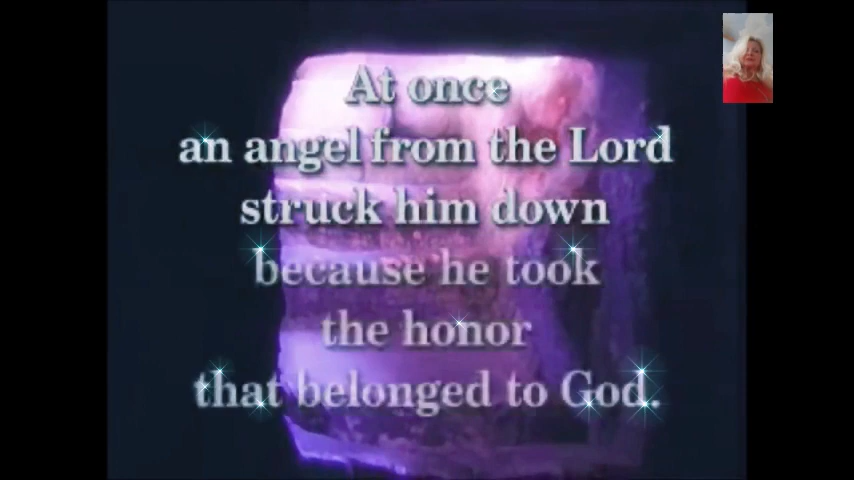 At once
an angel from the Lord
struck him down
because he took
the honor
that belonged to God.